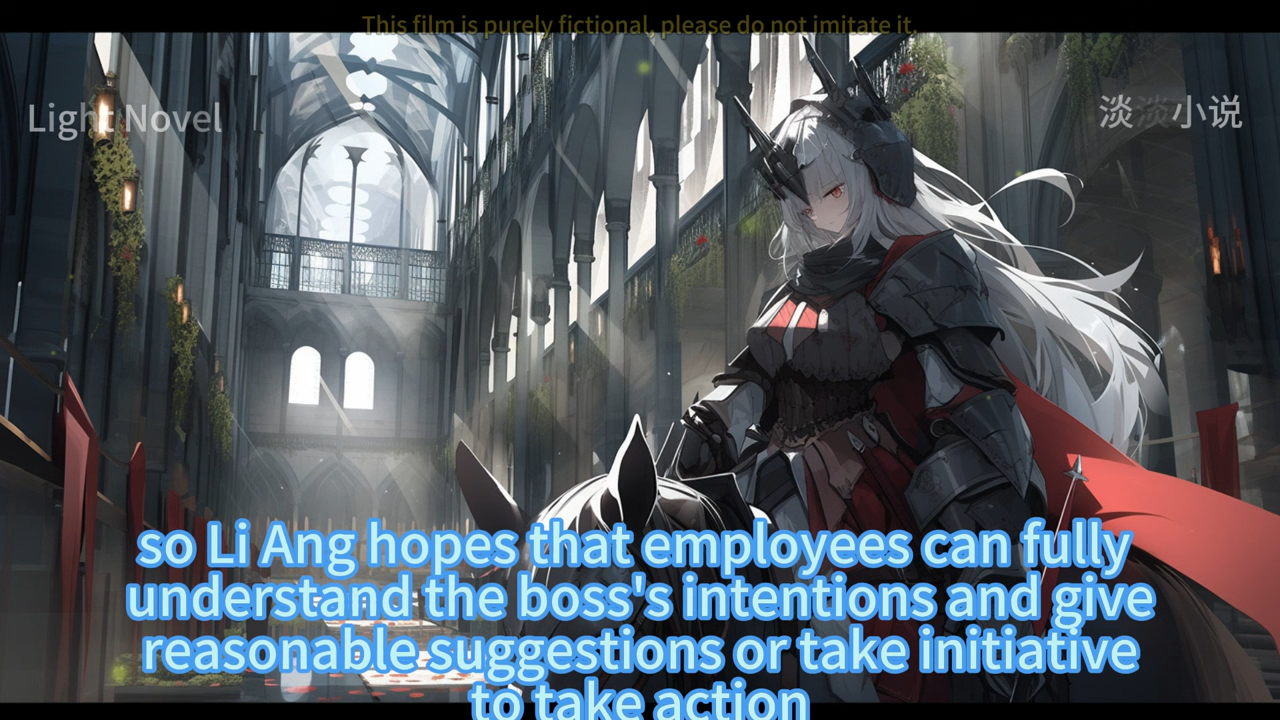 This film is purely fictional, please do not imitate it.
Light Novel
淡淡小说
so Li Ang hopes that employees can fully
understand the boss's intentions and give
reasonable suggestions or take initiative
to take action